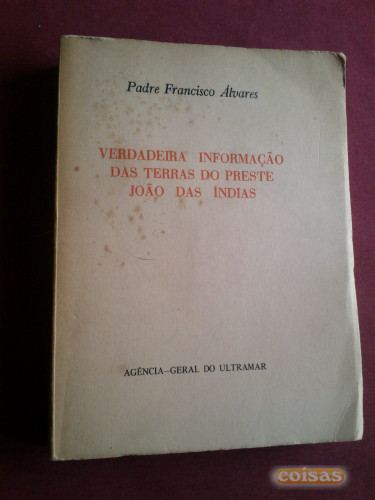 Padre Francisco Álvares
VERDADEIRA INFORMAÇÃO
DAS TERRAS DO PRESTE
JOÃO DAS ÍNDIAS
AGÊNCIA-GERAL DO ULTRAMAR
coisas